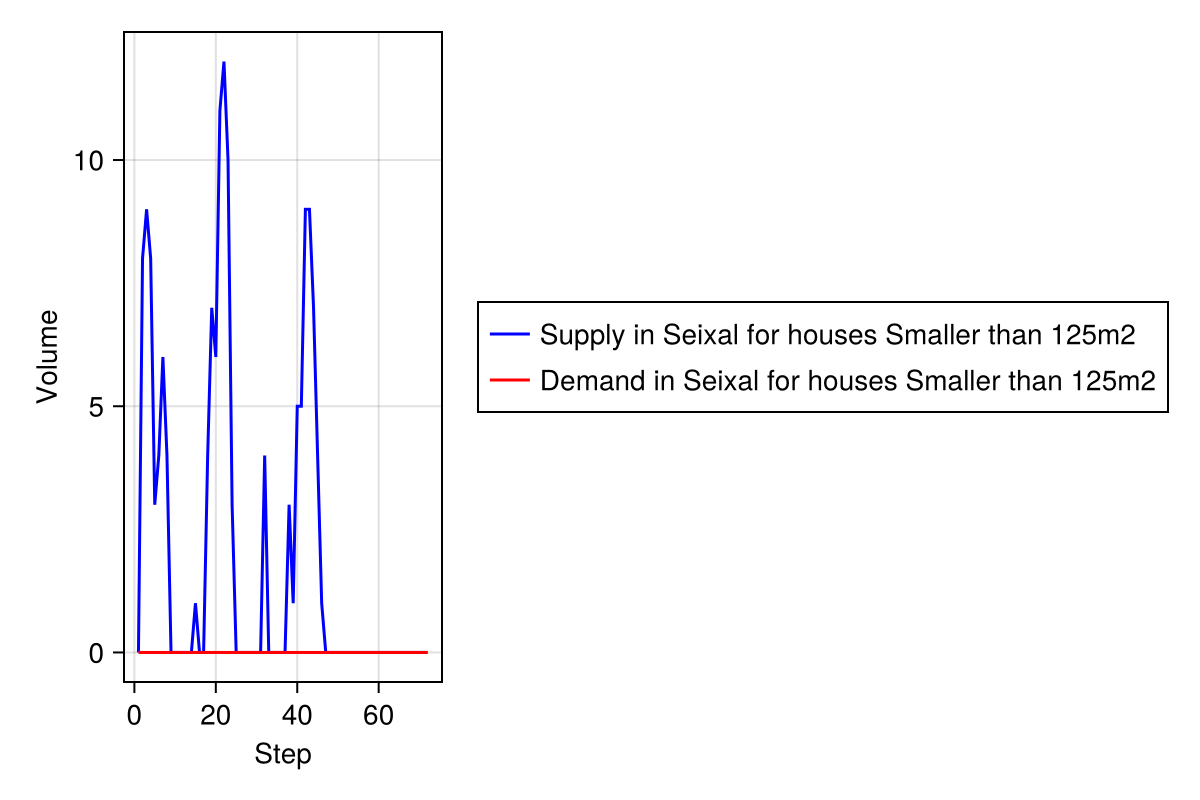 Volume
10
5
0
0 20 40 60
Step
Supply in Seixal for houses Smaller than 125m2
Demand in Seixal for houses Smaller than 125m2